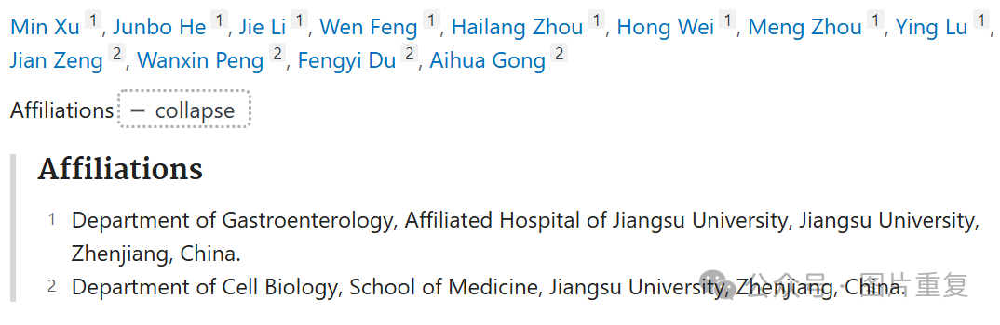 Min Xu 1, Junbo He 1, Jie Li 1, Wen Feng 1, Hailang Zhou 1, Hong Wei 1, Meng Zhou 1, Ying Lu 1,
Jian Zeng 2, Wanxin Peng 2, Fengyi Du 2, Aihua Gong 2
Affiliations — collapse
Affiliations
1 Department of Gastroenterology, Affiliated Hospital of Jiangsu University, Jiangsu University,
Zhenjiang, China.
2 Department of Cell Biology, School of Medicine, Jiangsu University, Zhenjiang, China.
公众号 · 图片重复